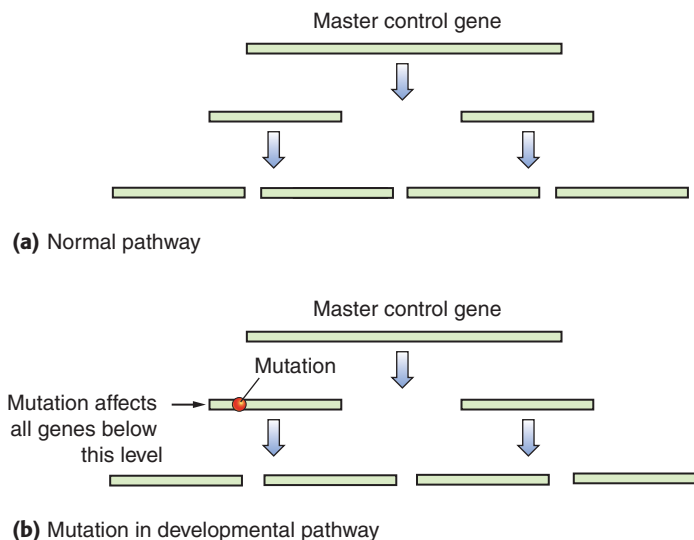 Master control gene
(a) Normal pathway
Master control gene
Mutation
Mutation affects
all genes below
this level
(b) Mutation in developmental pathway